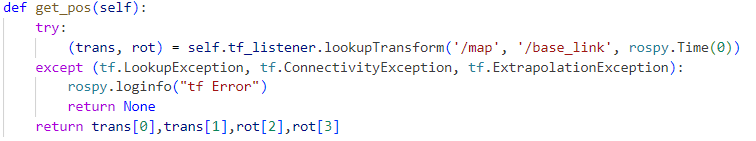 def get_pos(self):
    try:
        (trans, rot) = self.tf_listener.lookupTransform('/map', '/base_link', rospy.Time(0))
    except (tf.LookupException, tf.ConnectivityException, tf.ExtrapolationException):
        rospy.loginfo("tf Error")
        return None
    return trans[0],trans[1],rot[2],rot[3]